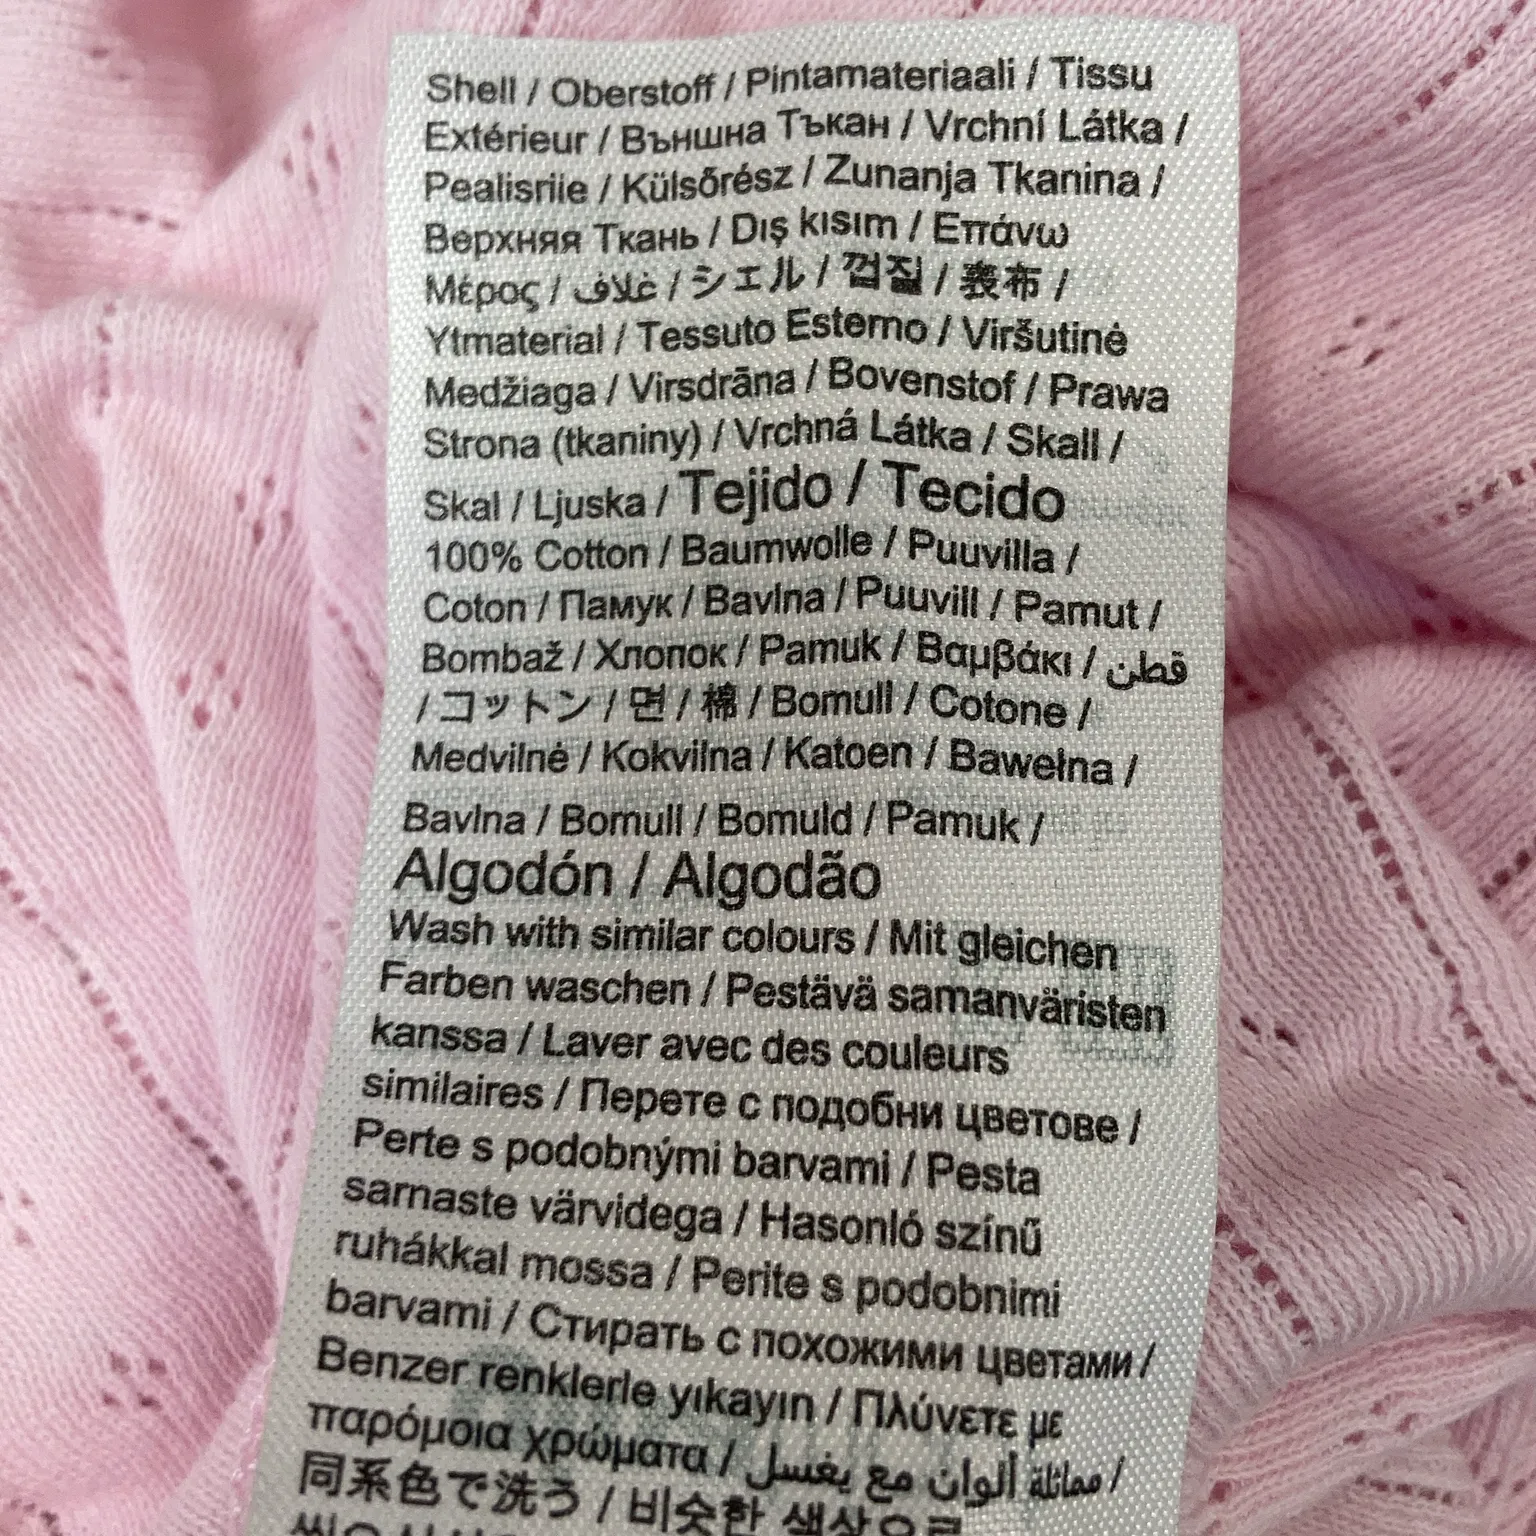 Shell / Oberstoff / Pintamateriaali / Tissu
Extérieur / Външна Тъкан / Vrchní Látka /
Pealisriie / Külsőrész / Zunanja Tkanina /
Верхняя Ткань / Dış kısım / Επάνω
Μέρος / غلاف / シェル / 껍질 / 表布 /
Ytmaterial / Tessuto Esterno / Viršutinė
Medžiaga / Virsdrāna / Bovenstof / Prawa
Strona (tkaniny) / Vrchná Látka / Skall /
Skal / Ljuska / Tejido / Tecido
100% Cotton / Baumwolle / Puuvilla /
Coton / Памук / Bavlna / Puuvill / Pamut /
Bombaž / Хлопок / Pamuk / Βαμβάκι / قطن
/ コットン / 면 / 棉 / Bomull / Cotone /
Medvilnė / Kokvilna / Katoen / Bawełna /
Bavlna / Bomull / Bomuld / Pamuk /
Algodón / Algodão
Wash with similar colours / Mit gleichen
Farben waschen / Pestävä samanväristen
kanssa / Laver avec des couleurs
similaires / Перете с подобни цветове /
Perte s podobnými barvami / Pesta
sarnaste värvidega / Hasonló színű
ruhákkal mossa / Perite s podobnimi
barvami / Стирать с похожими цветами /
Benzer renklerle yıkayın / Πλύνετε με
παρόμοια χρώματα / يغسل مع ألوان مماثلة /
同系色で洗う / 비슷한 색상으로